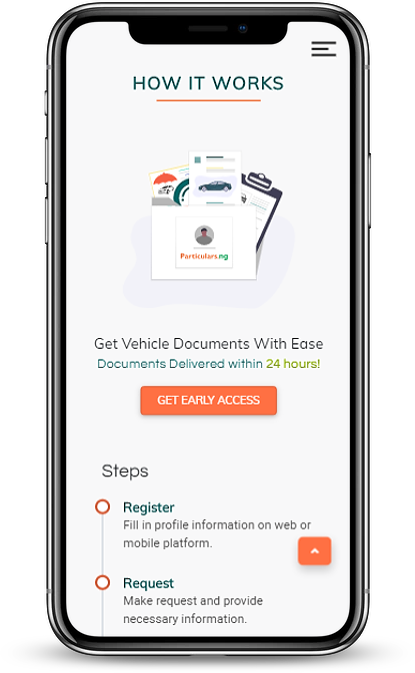 HOW IT WORKS
Particulars.ng
Get Vehicle Documents With Ease
Documents Delivered within 24 hours!
GET EARLY ACCESS
Steps
Register
Fill in profile information on web or
mobile platform.
Request
Make request and provide
necessary information.